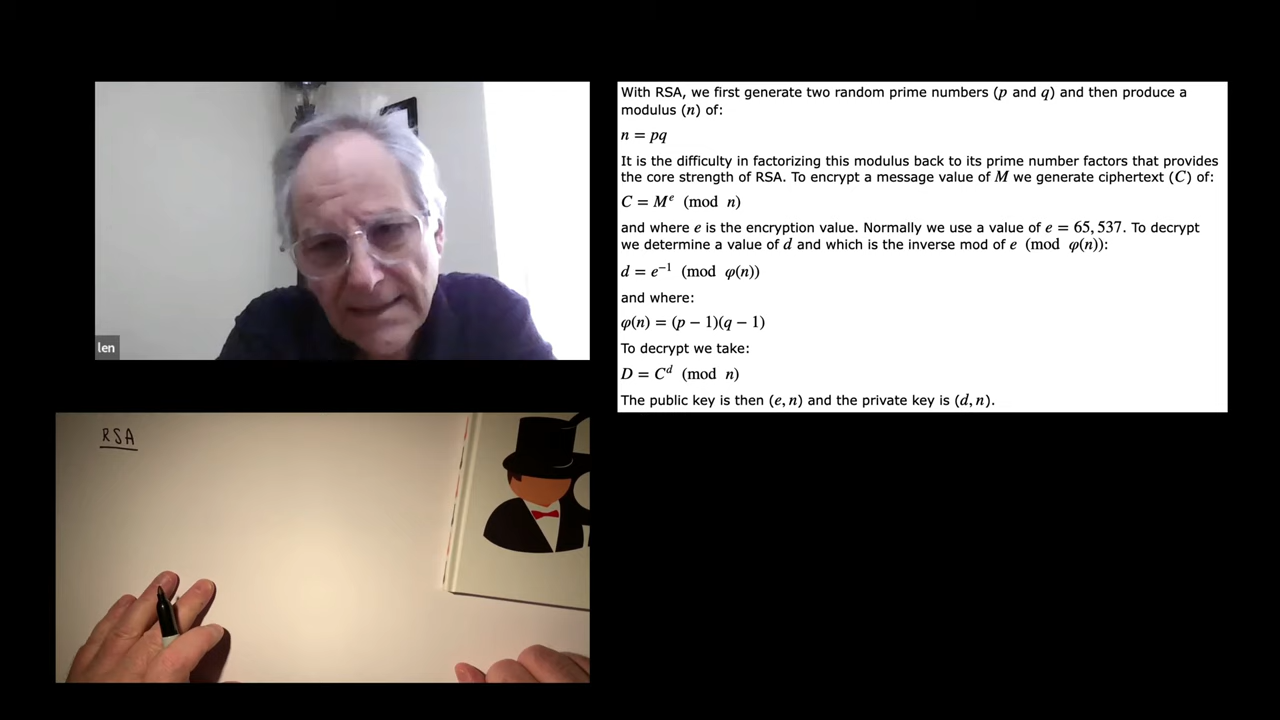 len
With RSA, we first generate two random prime numbers (p and q) and then produce a
modulus (n) of:
n = pq
It is the difficulty in factorizing this modulus back to its prime number factors that provides
the core strength of RSA. To encrypt a message value of M we generate ciphertext (C) of:
C = Mᵉ (mod n)
and where e is the encryption value. Normally we use a value of e = 65, 537. To decrypt
we determine a value of d and which is the inverse mod of e (mod φ(n)):
d = e⁻¹ (mod φ(n))
and where:
φ(n) = (p − 1)(q − 1)
To decrypt we take:
D = Cᵈ (mod n)
The public key is then (e, n) and the private key is (d, n).
RSA